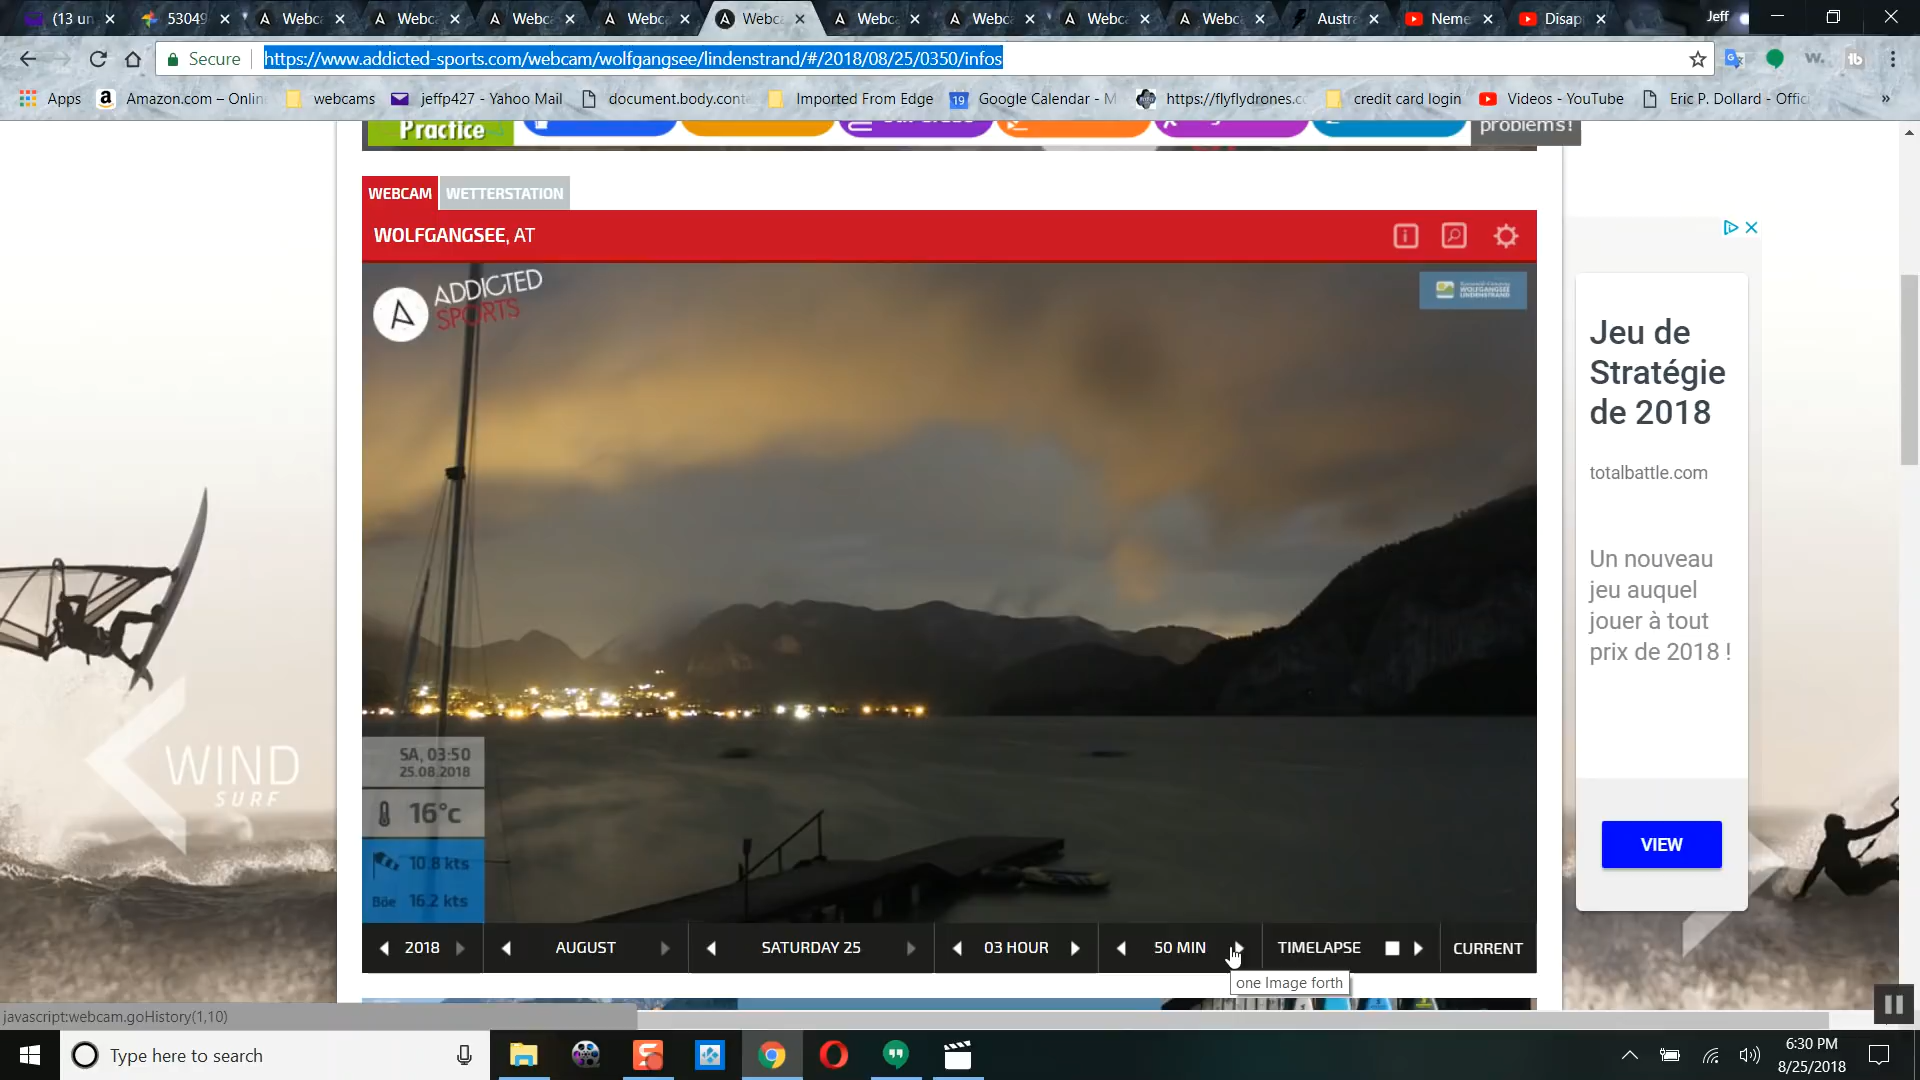 (13 un
53049
Webc
Webc
Webc
Webc
Webc
Webc
Webc
Webc
Webc
Austra
Neme
Disap
Jeff
Secure
https://www.addicted-sports.com/webcam/wolfgangsee/lindenstrand/#/2018/08/25/0350/infos
Apps
Amazon.com – Onlin
webcams
jeffp427 - Yahoo Mail
document.body.conte
Imported From Edge
19
Google Calendar - M
https://flyflydrones.co
credit card login
Videos - YouTube
Eric P. Dollard - Offic
»
Practice
problems!
WEBCAM
WETTERSTATION
WOLFGANGSEE, AT
ADDICTED
SPORTS
WOLFGANGSEE
LINDENSTRAND
SA, 03:50
25.08.2018
16°c
10.8 kts
Böe 16.2 kts
2018
AUGUST
SATURDAY 25
03 HOUR
50 MIN
TIMELAPSE
CURRENT
one Image forth
WIND
SURF
Jeu de
Stratégie
de 2018
totalbattle.com
Un nouveau
jeu auquel
jouer à tout
prix de 2018 !
VIEW
javascript:webcam.goHistory(1,10)
Type here to search
6:30 PM
8/25/2018